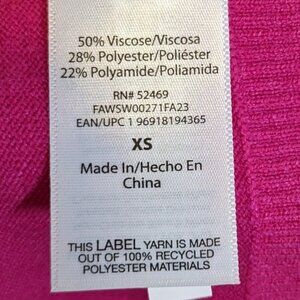 50% Viscose/Viscosa
28% Polyester/Poliéster
22% Polyamide/Poliamida
RN# 52469
FAWSW00271FA23
EAN/UPC 1 96918194365
XS
Made In/Hecho En
China
THIS LABEL YARN IS MADE
OUT OF 100% RECYCLED
POLYESTER MATERIALS